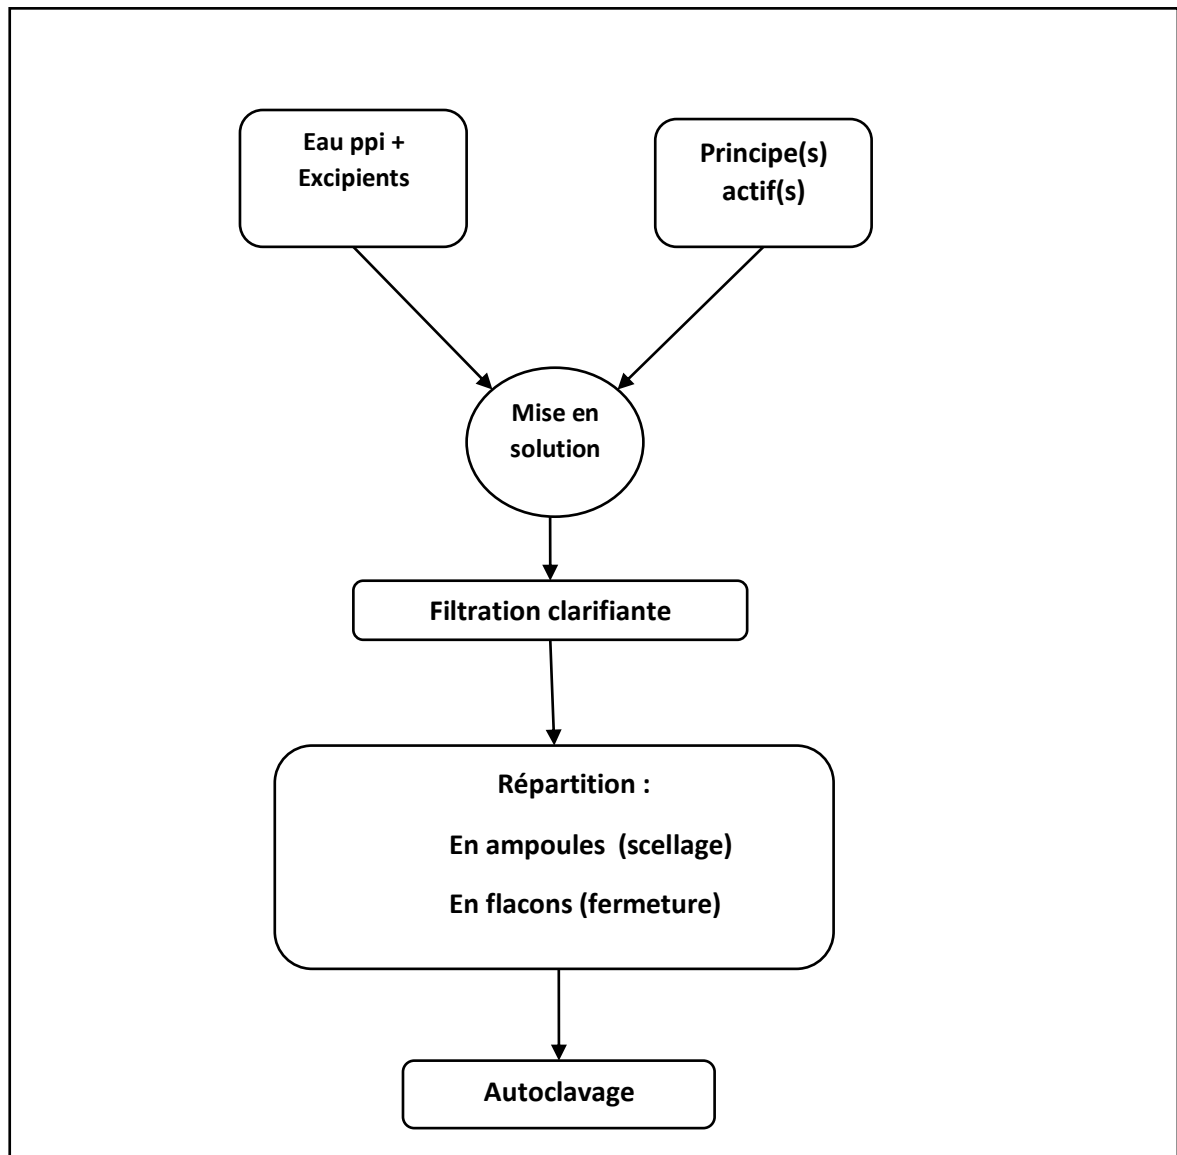 Eau ppi +
Excipients
Principe(s)
actif(s)
Mise en
solution
Filtration clarifiante
Répartition :
En ampoules (scellage)
En flacons (fermeture)
Autoclavage